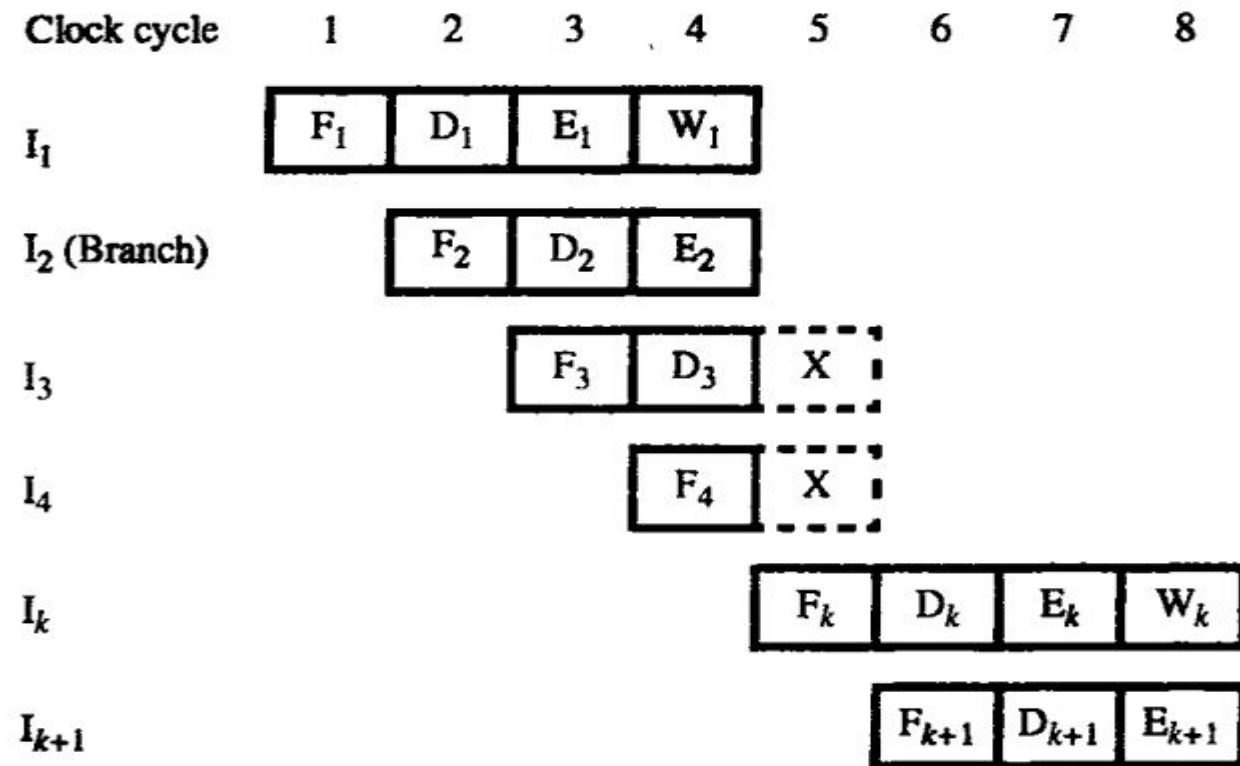 Clock cycle 1 2 3 4 5 6 7 8
I₁ F₁ D₁ E₁ W₁
I₂ (Branch) F₂ D₂ E₂
I₃ F₃ D₃ X
I₄ F₄ X
Iₖ Fₖ Dₖ Eₖ Wₖ
Iₖ₊₁ Fₖ₊₁ Dₖ₊₁ Eₖ₊₁